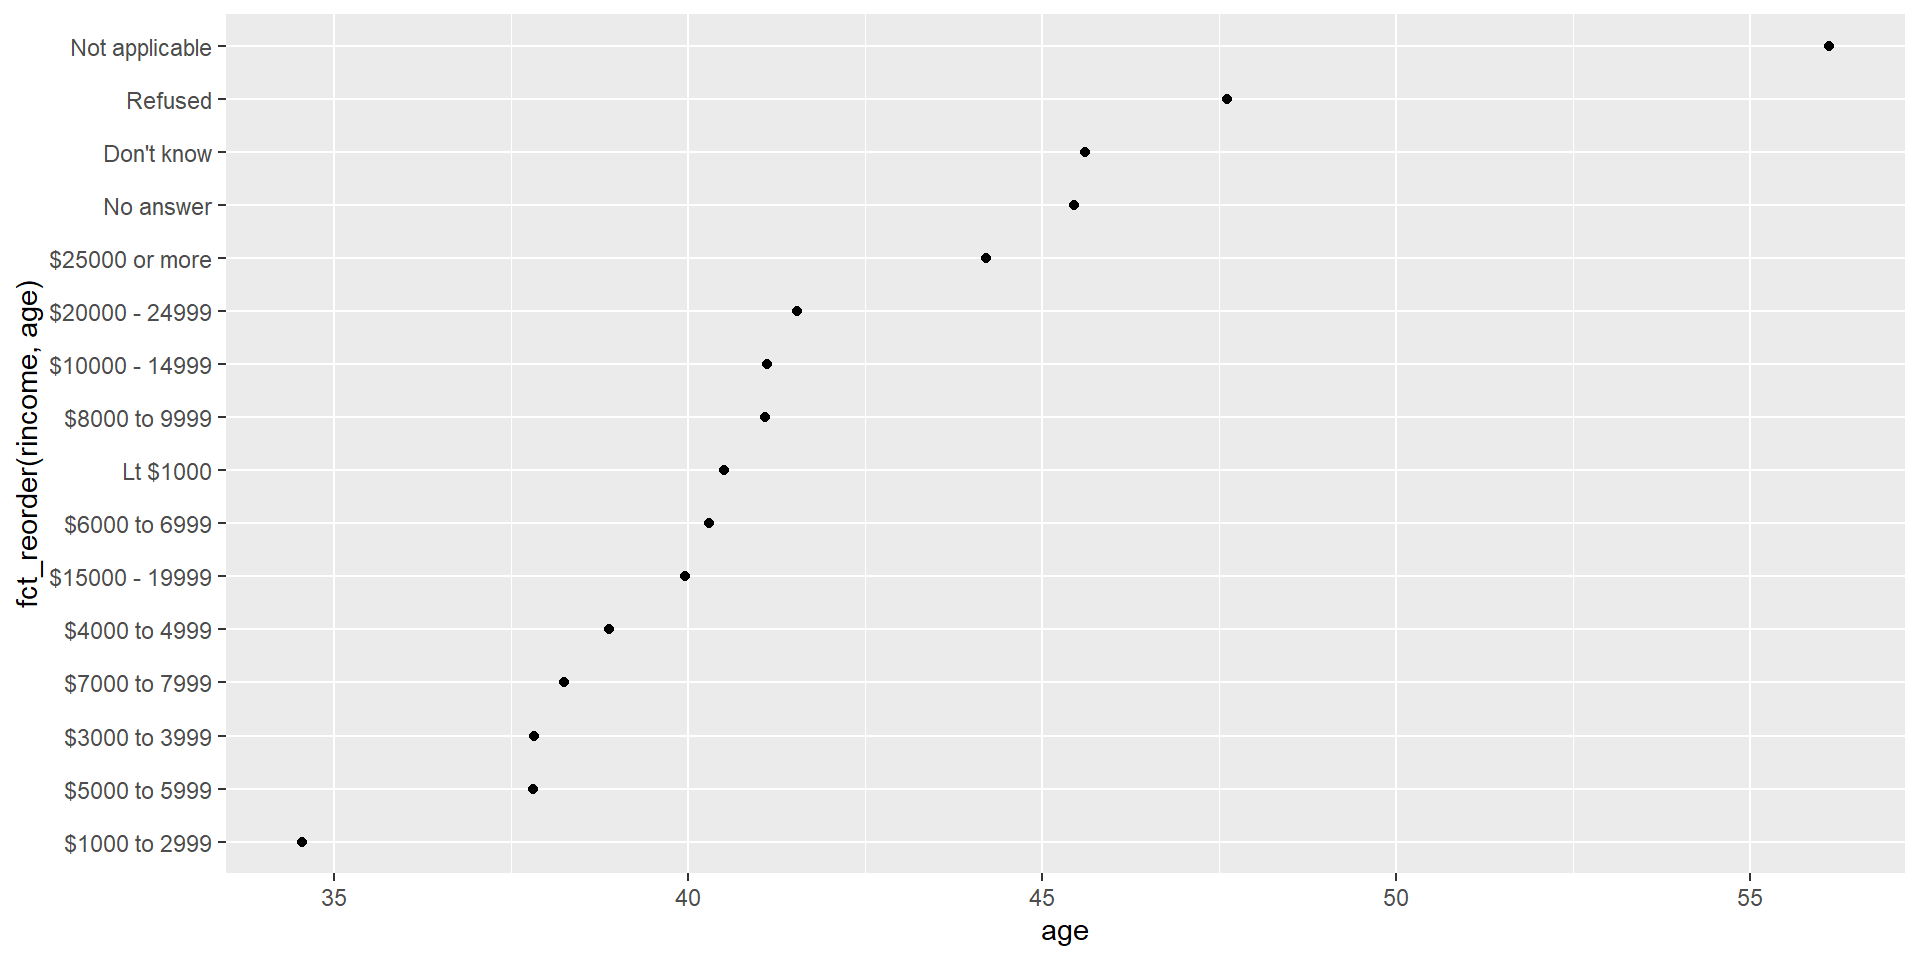 Not applicable
Refused
Don't know
No answer
$25000 or more
$20000 - 24999
$10000 - 14999
$8000 to 9999
Lt $1000
$6000 to 6999
$15000 - 19999
$4000 to 4999
$7000 to 7999
$3000 to 3999
$5000 to 5999
$1000 to 2999
fct_reorder(rincome, age)
35 40 45 50 55
age